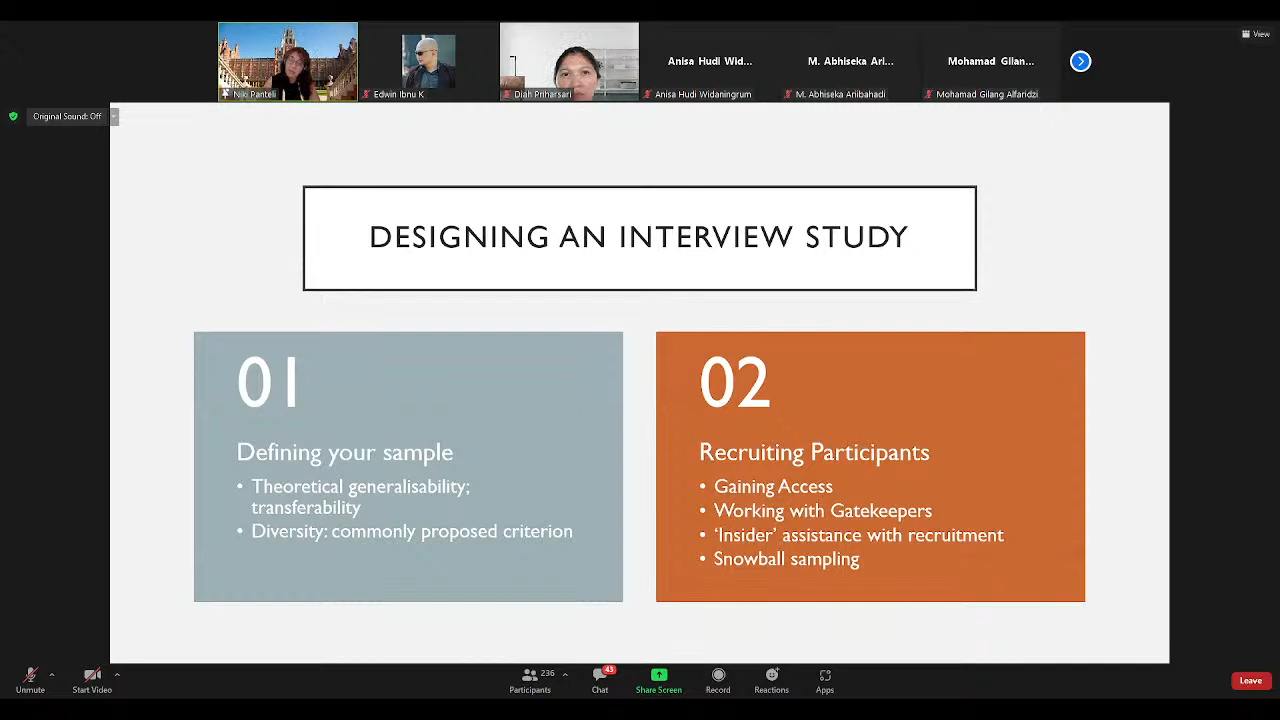 View
Anisa Hudi Wid...
M. Abhiseka Ari...
Mohamad Gilan...
Niki Panteli
Edwin Ibnu K
Diah Priharsari
Anisa Hudi Widaningrum
M. Abhiseka Ariibahadi
Mohamad Gilang Alfaridzi
Original Sound: Off
DESIGNING AN INTERVIEW STUDY
01
Defining your sample
• Theoretical generalisability;
transferability
• Diversity: commonly proposed criterion
02
Recruiting Participants
• Gaining Access
• Working with Gatekeepers
• ‘Insider’ assistance with recruitment
• Snowball sampling
Unmute
Start Video
236
Participants
43
Chat
Share Screen
Record
Reactions
Apps
Leave